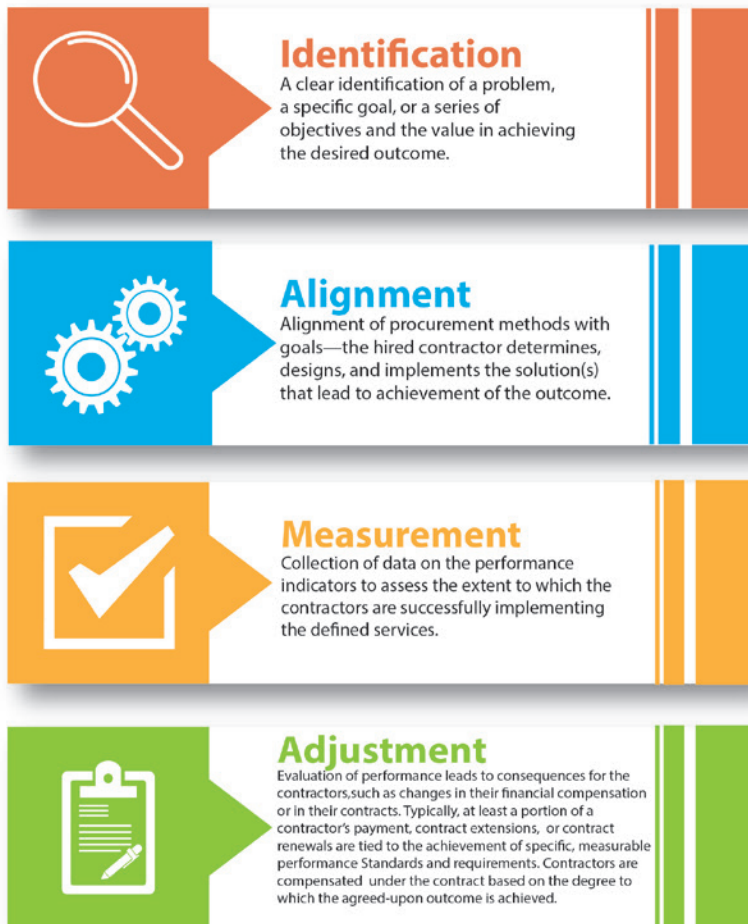 Identification
A clear identification of a problem,
a specific goal, or a series of
objectives and the value in achieving
the desired outcome.
Alignment
Alignment of procurement methods with
goals—the hired contractor determines,
designs, and implements the solution(s)
that lead to achievement of the outcome.
Measurement
Collection of data on the performance
indicators to assess the extent to which the
contractors are successfully implementing
the defined services.
Adjustment
Evaluation of performance leads to consequences for the
contractors,such as changes in their financial compensation
or in their contracts. Typically, at least a portion of a
contractor's payment, contract extensions, or contract
renewals are tied to the achievement of specific, measurable
performance Standards and requirements. Contractors are
compensated under the contract based on the degree to
which the agreed-upon outcome is achieved.